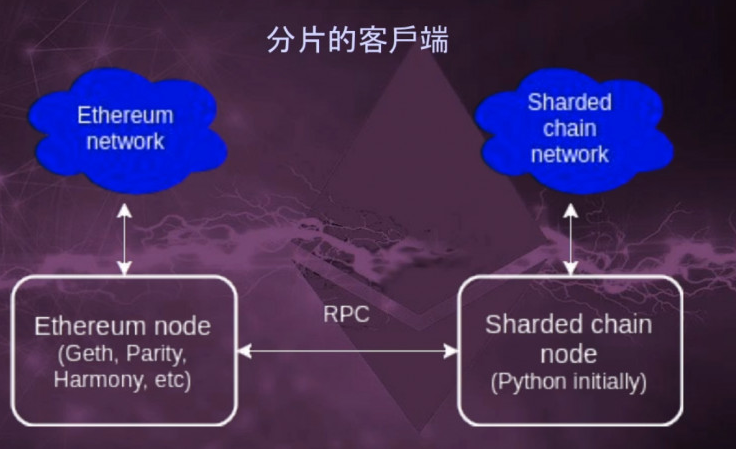 分片的客戶端
Ethereum
network
Sharded
chain
network
Ethereum node
(Geth, Parity,
Harmony, etc)
RPC
Sharded chain
node
(Python initially)